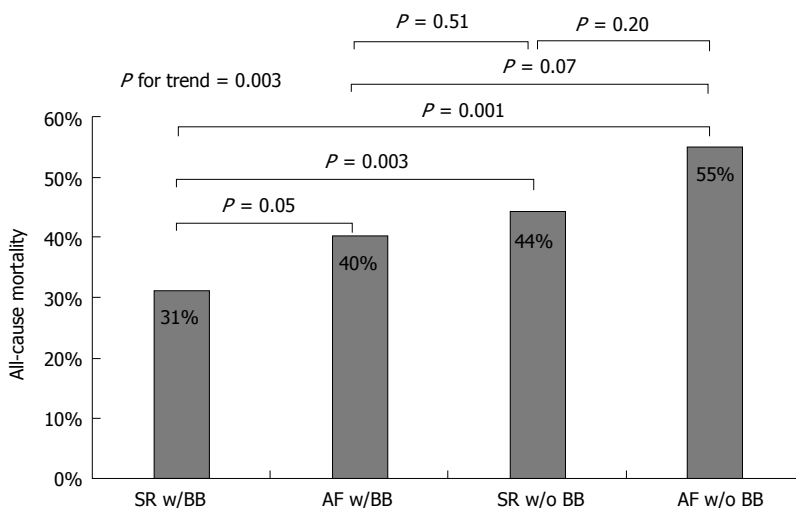 P = 0.51
P = 0.20
P for trend = 0.003
P = 0.07
60%
P = 0.001
50%
55%
P = 0.003
P = 0.05
40%
40%
44%
30%
31%
20%
10%
0%
All-cause mortality
SR w/BB AF w/BB SR w/o BB AF w/o BB